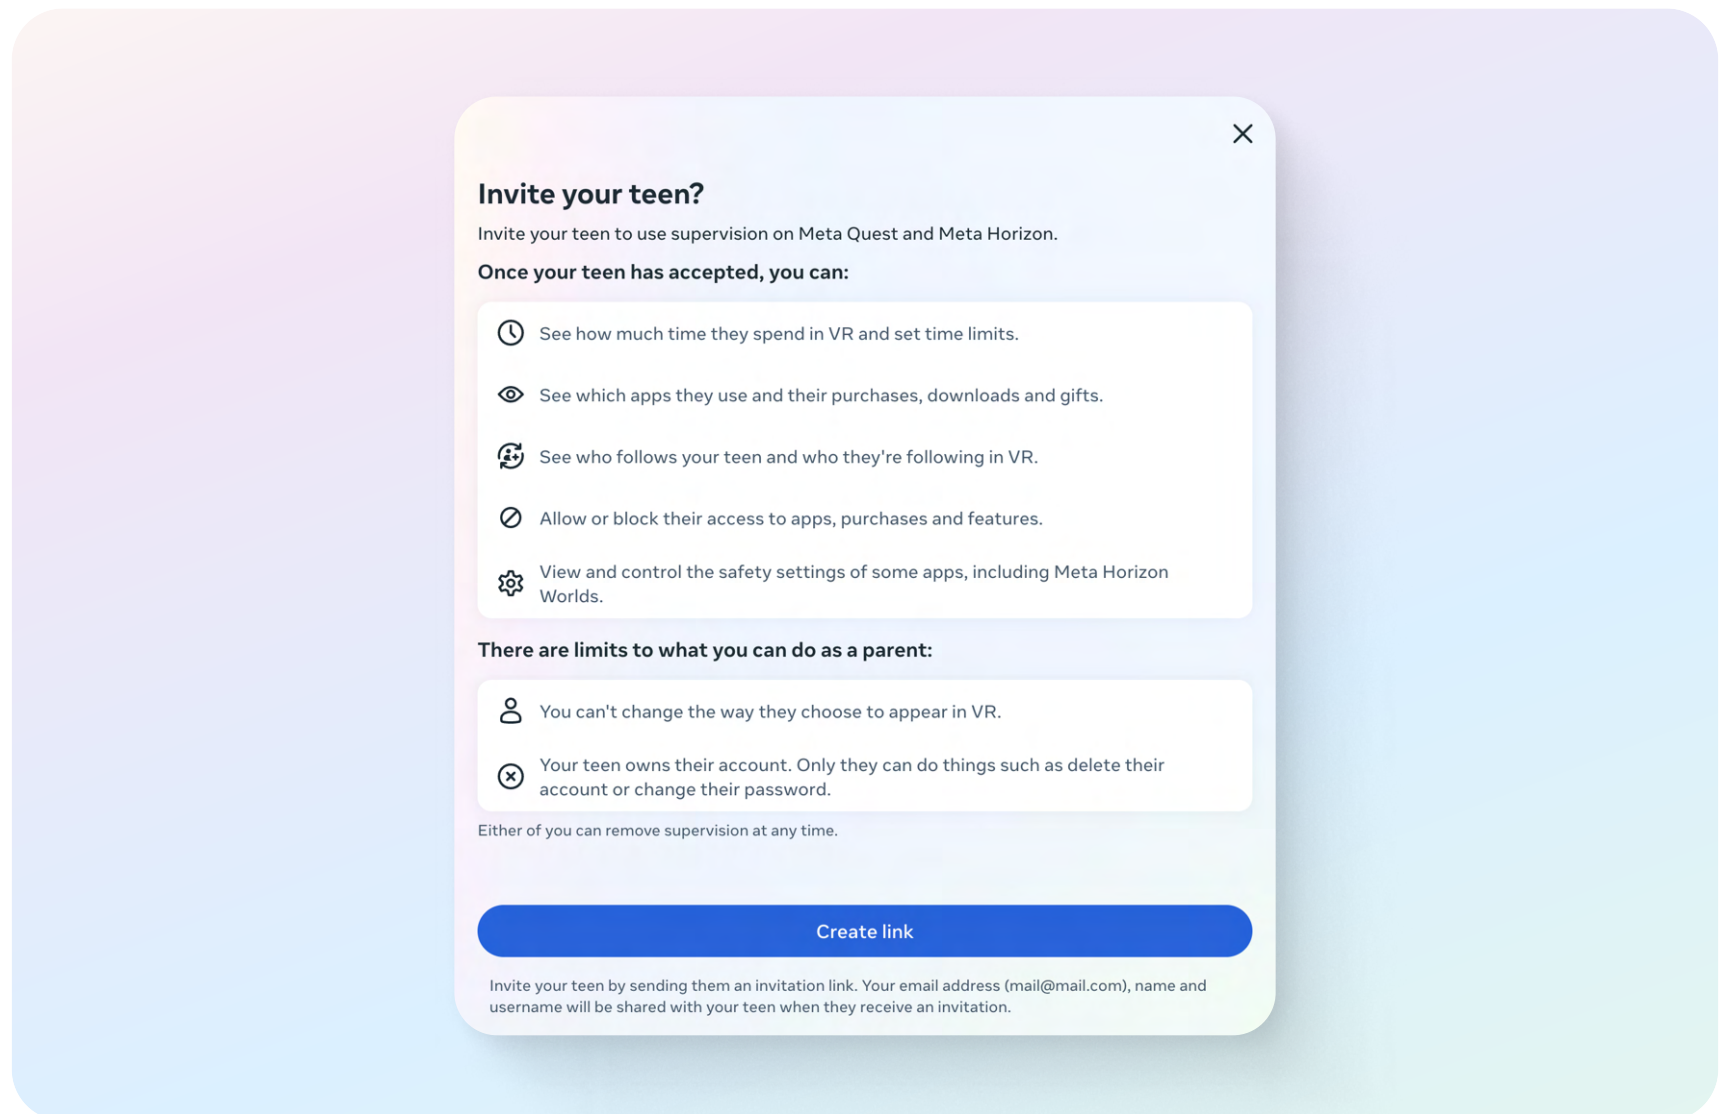 Invite your teen?
Invite your teen to use supervision on Meta Quest and Meta Horizon.
Once your teen has accepted, you can:
See how much time they spend in VR and set time limits.
See which apps they use and their purchases, downloads and gifts.
See who follows your teen and who they're following in VR.
Allow or block their access to apps, purchases and features.
View and control the safety settings of some apps, including Meta Horizon
Worlds.
There are limits to what you can do as a parent:
You can't change the way they choose to appear in VR.
Your teen owns their account. Only they can do things such as delete their
account or change their password.
Either of you can remove supervision at any time.
Create link
Invite your teen by sending them an invitation link. Your email address (mail@mail.com), name and
username will be shared with your teen when they receive an invitation.